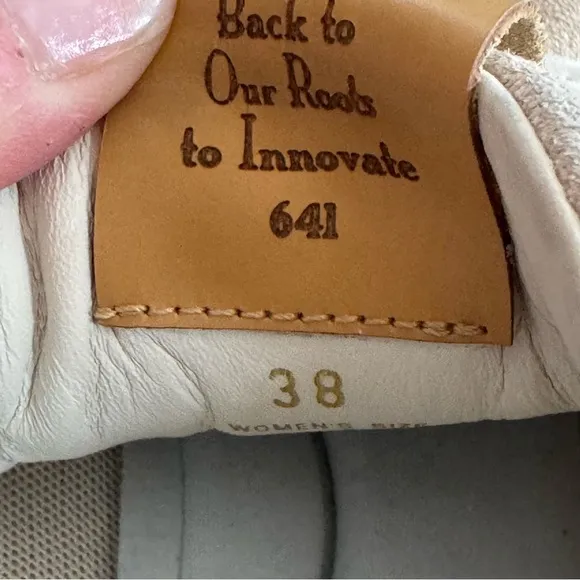 Back to
Our Roots
to Innovate
641
38
WOMEN'S SIZE